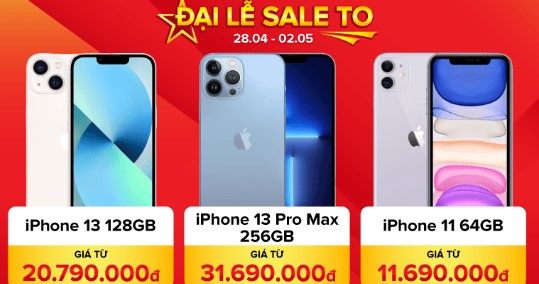 ĐẠI LỄ SALE TO
28.04 - 02.05
iPhone 13 128GB
GIÁ TỪ
20.790.000đ
iPhone 13 Pro Max
256GB
GIÁ TỪ
31.690.000đ
iPhone 11 64GB
GIÁ TỪ
11.690.000đ